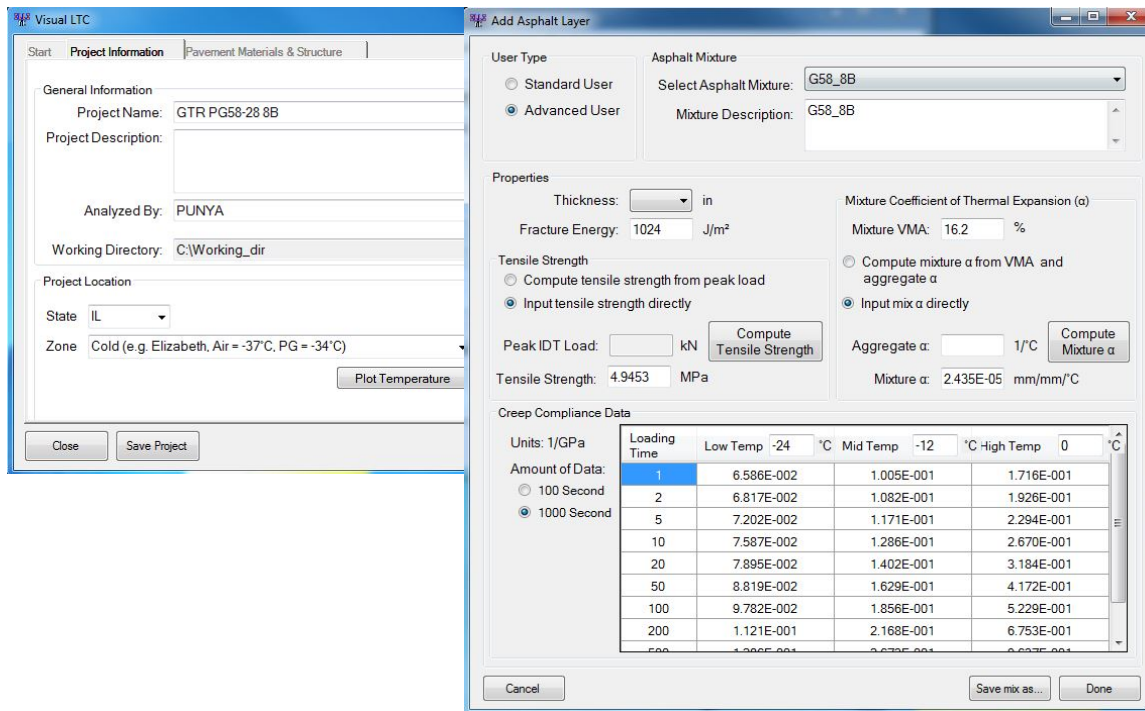 Visual LTC
Start Project Information Pavement Materials & Structure
General Information
Project Name: GTR PG58-28 8B
Project Description:
Analyzed By: PUNYA
Working Directory: C:\Working_dir
Project Location
State IL
Zone Cold (e.g. Elizabeth, Air = -37°C, PG = -34°C)
Plot Temperature
Close Save Project
Add Asphalt Layer
User Type
Standard User
Advanced User
Asphalt Mixture
Select Asphalt Mixture: G58_8B
Mixture Description: G58_8B
Properties
Thickness: in
Fracture Energy: 1024 J/m²
Tensile Strength
Compute tensile strength from peak load
Input tensile strength directly
Peak IDT Load: kN Compute Tensile Strength
Tensile Strength: 4.9453 MPa
Mixture Coefficient of Thermal Expansion (α)
Mixture VMA: 16.2 %
Compute mixture α from VMA and
aggregate α
Input mix α directly
Aggregate α: 1/°C Compute Mixture α
Mixture α: 2.435E-05 mm/mm/°C
Creep Compliance Data
Units: 1/GPa
Amount of Data:
100 Second
1000 Second
Loading Time Low Temp -24 °C Mid Temp -12 °C High Temp 0 °C
1 6.586E-002 1.005E-001 1.716E-001
2 6.817E-002 1.082E-001 1.926E-001
5 7.202E-002 1.171E-001 2.294E-001
10 7.587E-002 1.286E-001 2.670E-001
20 7.895E-002 1.402E-001 3.184E-001
50 8.819E-002 1.629E-001 4.172E-001
100 9.782E-002 1.856E-001 5.229E-001
200 1.121E-001 2.168E-001 6.753E-001
Cancel Save mix as... Done